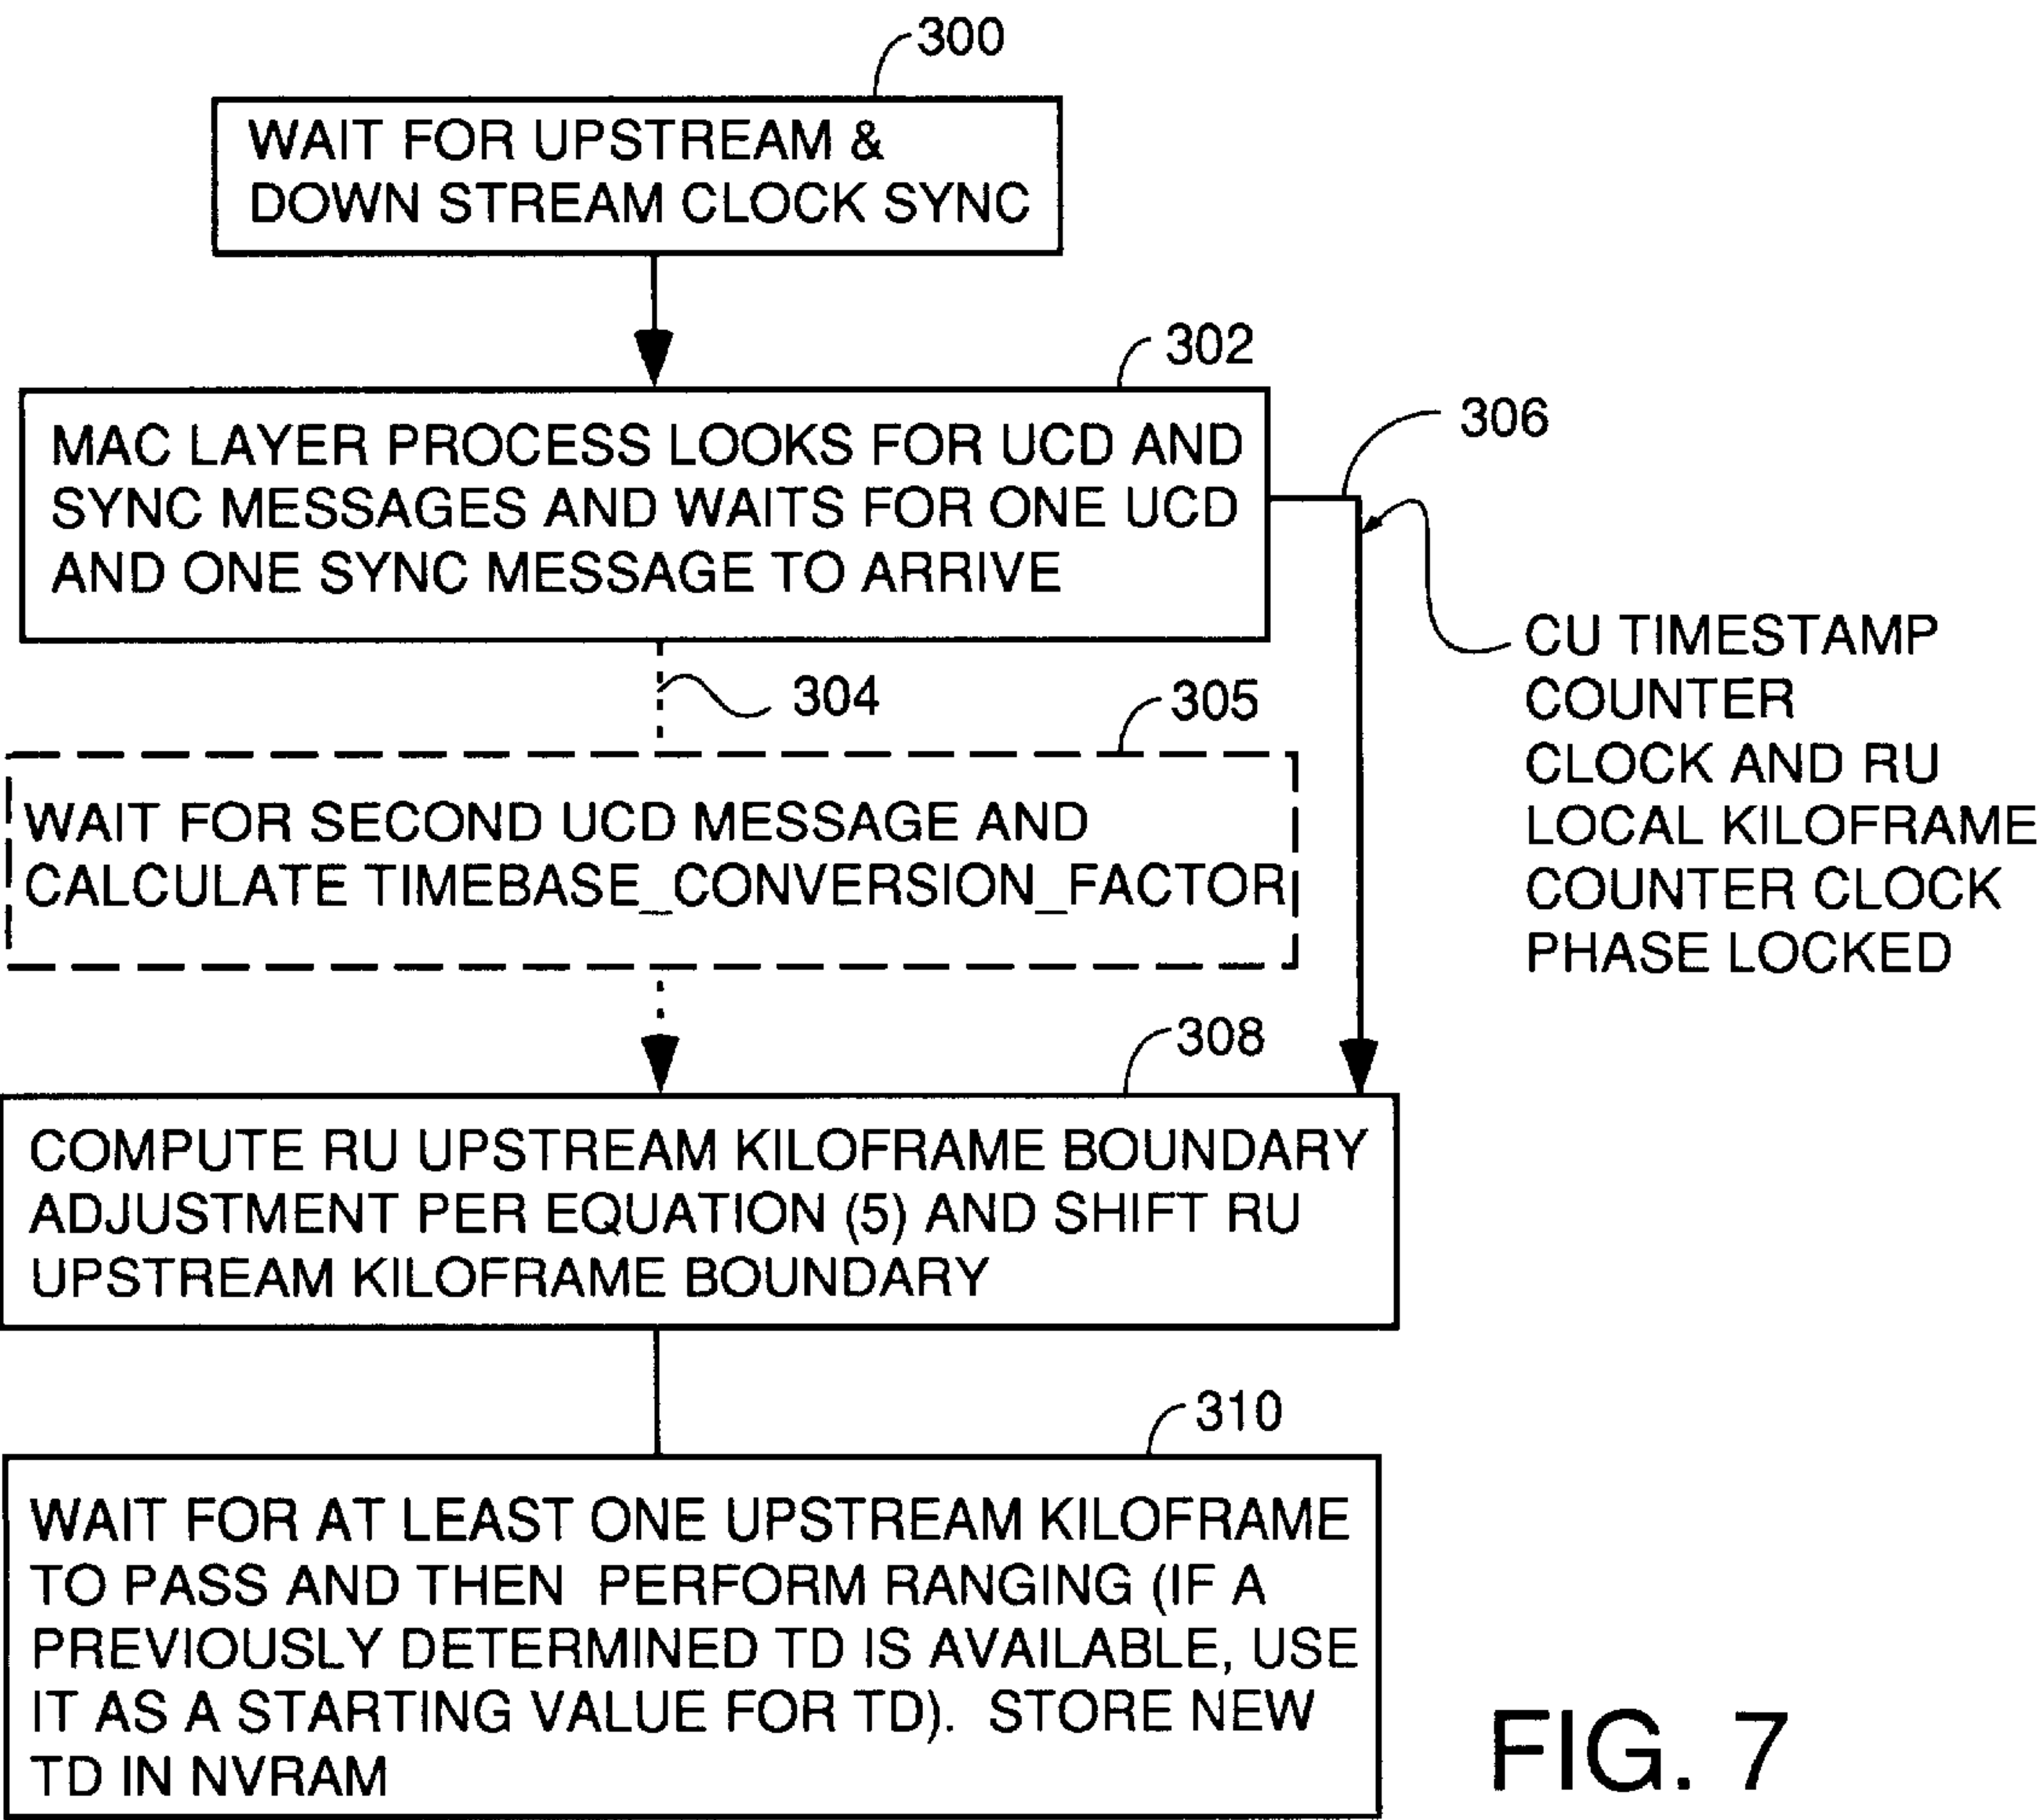 300
WAIT FOR UPSTREAM &
DOWN STREAM CLOCK SYNC
302
MAC LAYER PROCESS LOOKS FOR UCD AND
SYNC MESSAGES AND WAITS FOR ONE UCD
AND ONE SYNC MESSAGE TO ARRIVE
306
CU TIMESTAMP
COUNTER
CLOCK AND RU
LOCAL KILOFRAME
COUNTER CLOCK
PHASE LOCKED
304
305
WAIT FOR SECOND UCD MESSAGE AND
CALCULATE TIMEBASE_CONVERSION_FACTOR
308
COMPUTE RU UPSTREAM KILOFRAME BOUNDARY
ADJUSTMENT PER EQUATION (5) AND SHIFT RU
UPSTREAM KILOFRAME BOUNDARY
310
WAIT FOR AT LEAST ONE UPSTREAM KILOFRAME
TO PASS AND THEN PERFORM RANGING (IF A
PREVIOUSLY DETERMINED TD IS AVAILABLE, USE
IT AS A STARTING VALUE FOR TD). STORE NEW
TD IN NVRAM
FIG. 7